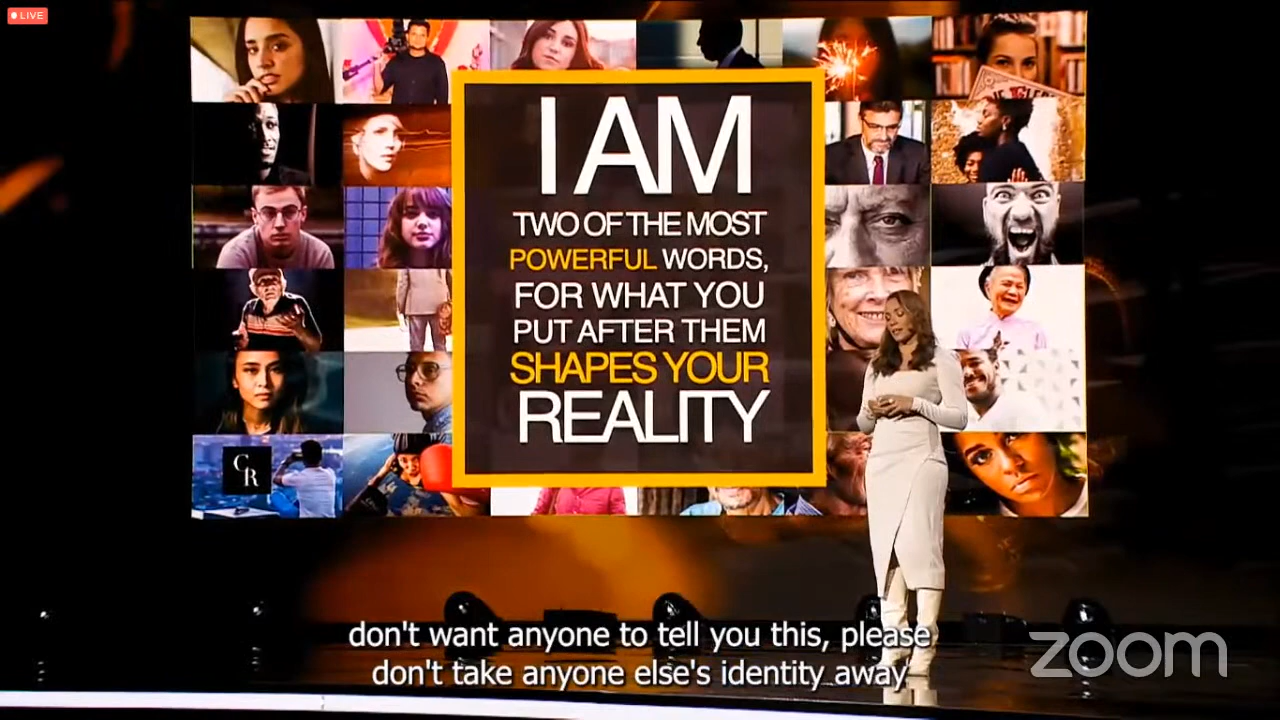 LIVE
I AM
TWO OF THE MOST
POWERFUL WORDS,
FOR WHAT YOU
PUT AFTER THEM
SHAPES YOUR
REALITY
CR
don't want anyone to tell you this, please
don't take anyone else's identity away
zoom